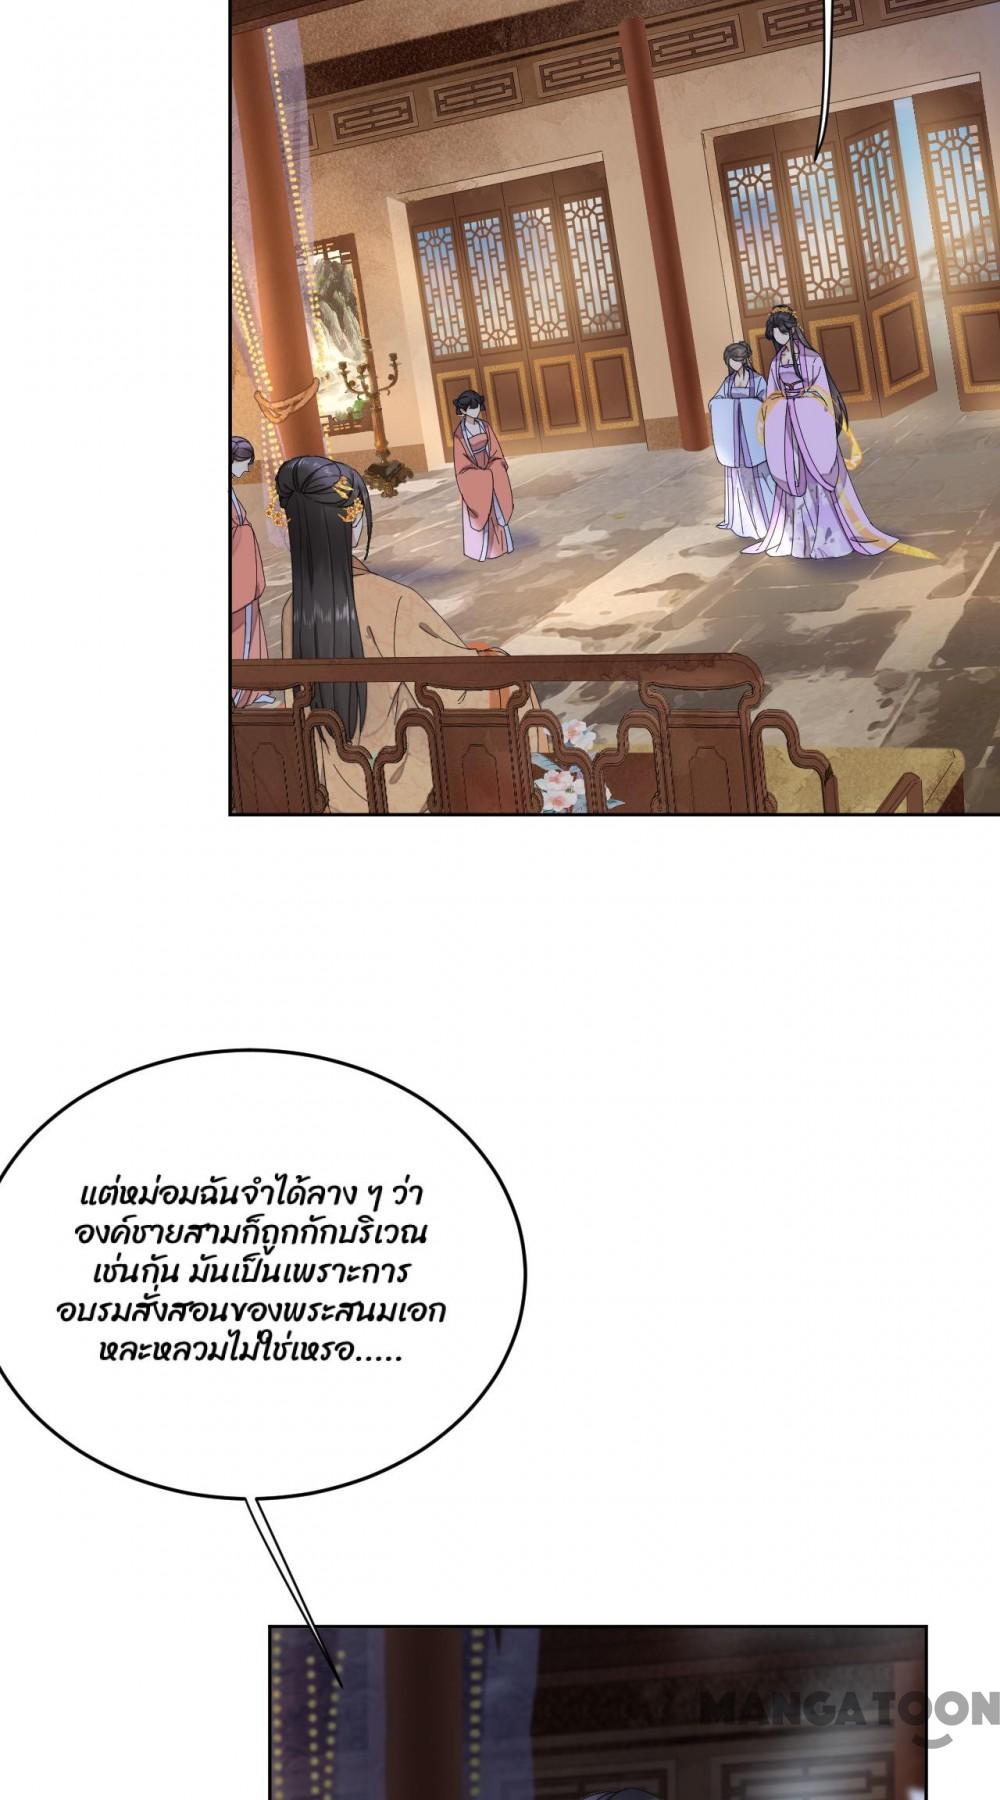 แต่หม่อมฉันจำได้ลาง ๆ ว่า
องค์ชายสามก็ถูกกักบริเวณ
เช่นกัน มันเป็นเพราะการ
อบรมสั่งสอนของพระสนมเอก
หละหลวมไม่ใช่เหรอ.....
MANGATOON